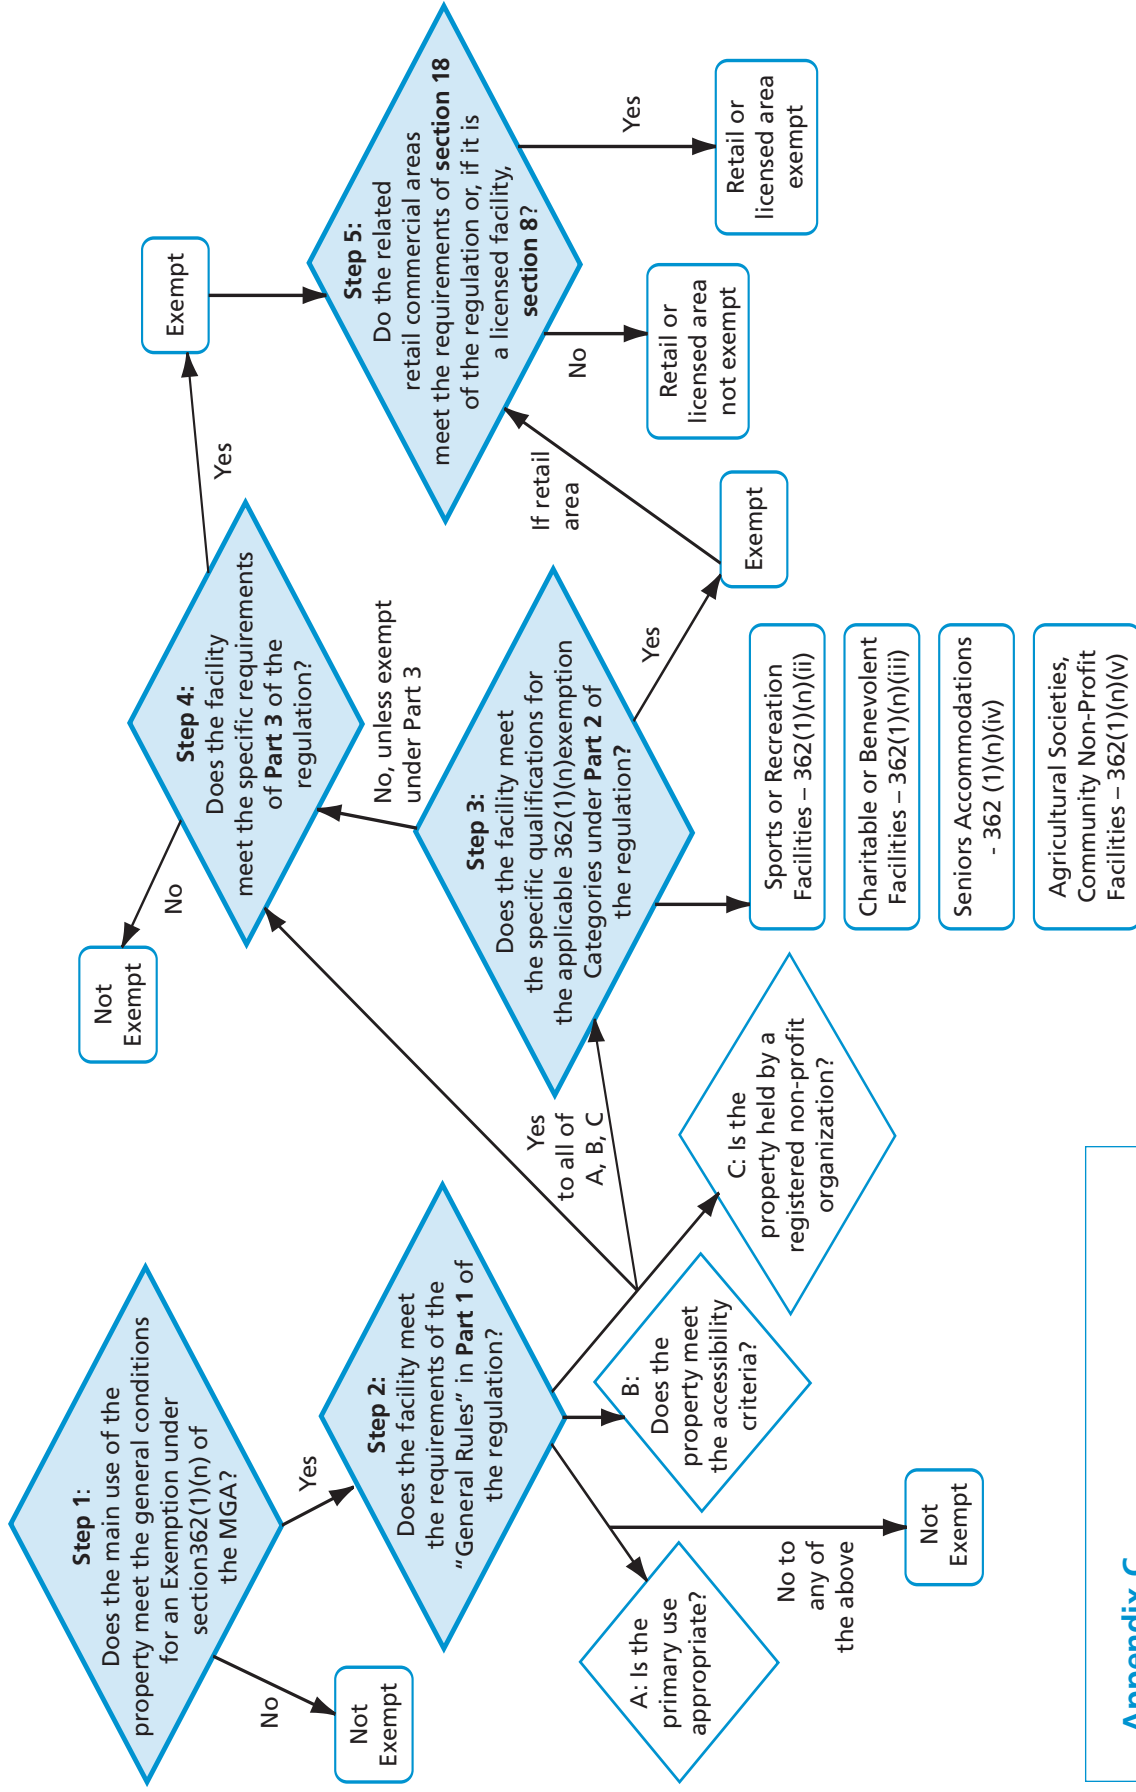 Step 1:
Does the main use of the
property meet the general conditions
for an Exemption under
section362(1)(n) of
the MGA?
No
Not
Exempt
Yes
Step 2:
Does the facility meet
the requirements of the
“General Rules” in Part 1 of
the regulation?
A: Is the
primary use
appropriate?
B:
Does the
property meet
the accessibility
criteria?
C: Is the
property held by a
registered non-profit
organization?
No to
any of
the above
Not
Exempt
Yes
to all of
A, B, C
Step 3:
Does the facility meet
the specific qualifications for
the applicable 362(1)(n)exemption
Categories under Part 2 of
the regulation?
Sports or Recreation
Facilities – 362(1)(n)(ii)
Charitable or Benevolent
Facilities – 362(1)(n)(iii)
Seniors Accommodations
- 362 (1)(n)(iv)
Agricultural Societies,
Community Non-Profit
Facilities – 362(1)(n)(v)
Yes
Exempt
If retail
area
No, unless exempt
under Part 3
Step 4:
Does the facility
meet the specific requirements
of Part 3 of the
regulation?
No
Not
Exempt
Yes
Exempt
Step 5:
Do the related
retail commercial areas
meet the requirements of section 18
of the regulation or, if it is
a licensed facility,
section 8?
No
Retail or
licensed area
not exempt
Yes
Retail or
licensed area
exempt
Appendix C